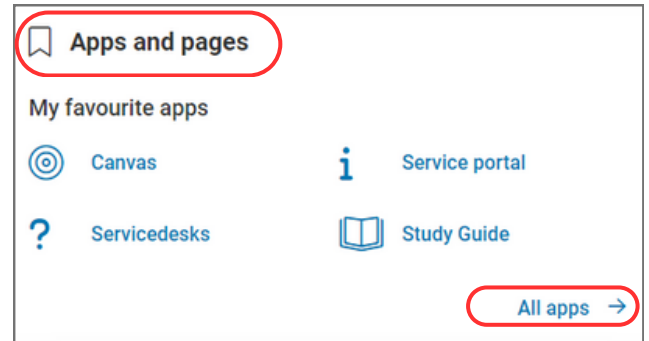 Apps and pages
My favourite apps
Canvas
Service portal
Servicedesks
Study Guide
All apps →